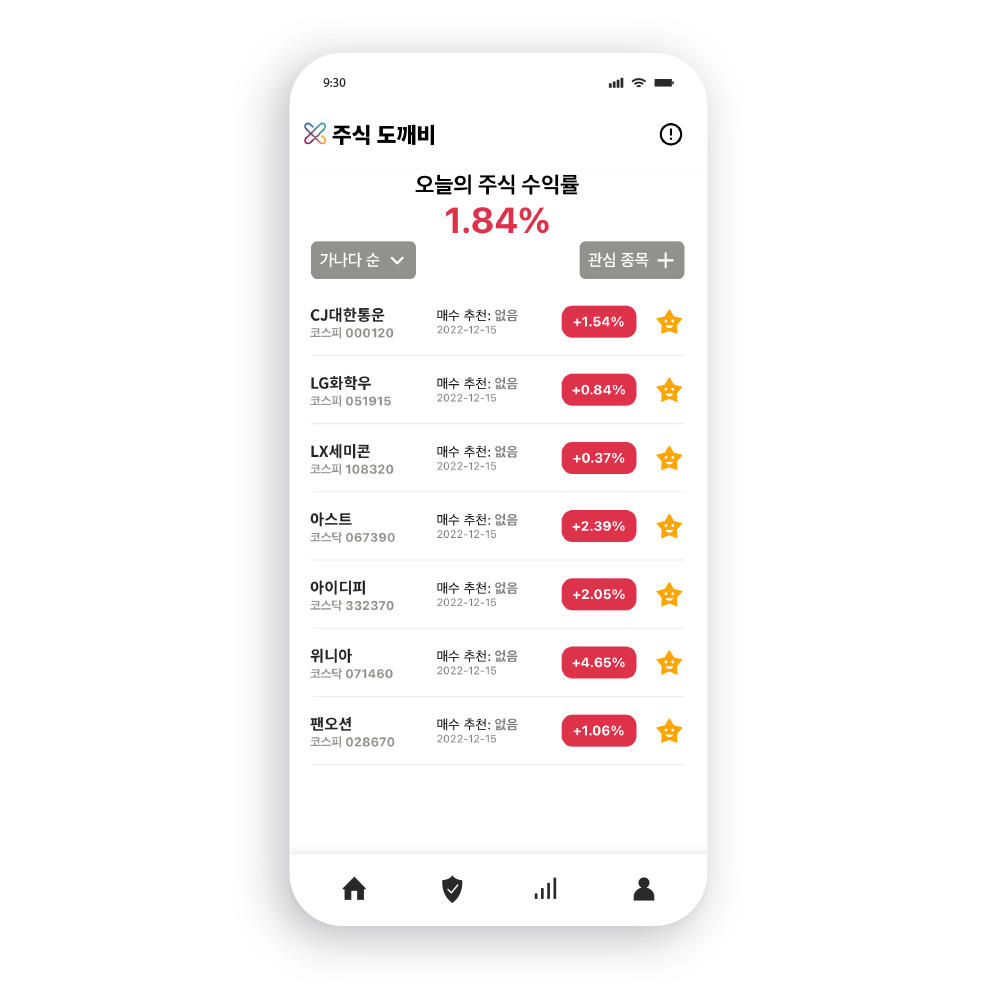 9:30
주식 도깨비
오늘의 주식 수익률
1.84%
가나다 순
관심 종목
CJ대한통운
코스피 000120
매수 추천: 없음
2022-12-15
+1.54%
LG화학우
코스피 051915
매수 추천: 없음
2022-12-15
+0.84%
LX세미콘
코스피 108320
매수 추천: 없음
2022-12-15
+0.37%
아스트
코스닥 067390
매수 추천: 없음
2022-12-15
+2.39%
아이디피
코스닥 332370
매수 추천: 없음
2022-12-15
+2.05%
위니아
코스닥 071460
매수 추천: 없음
2022-12-15
+4.65%
팬오션
코스피 028670
매수 추천: 없음
2022-12-15
+1.06%